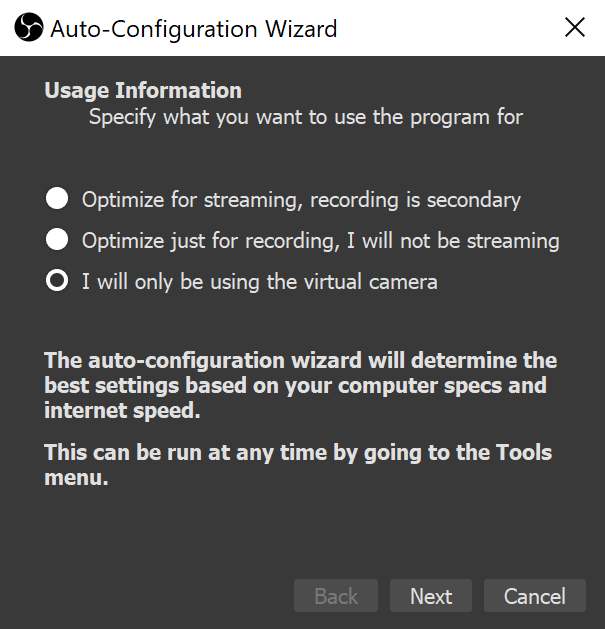 Auto-Configuration Wizard
Usage Information
Specify what you want to use the program for
Optimize for streaming, recording is secondary
Optimize just for recording, I will not be streaming
I will only be using the virtual camera
The auto-configuration wizard will determine the
best settings based on your computer specs and
internet speed.
This can be run at any time by going to the Tools
menu.
Back Next Cancel